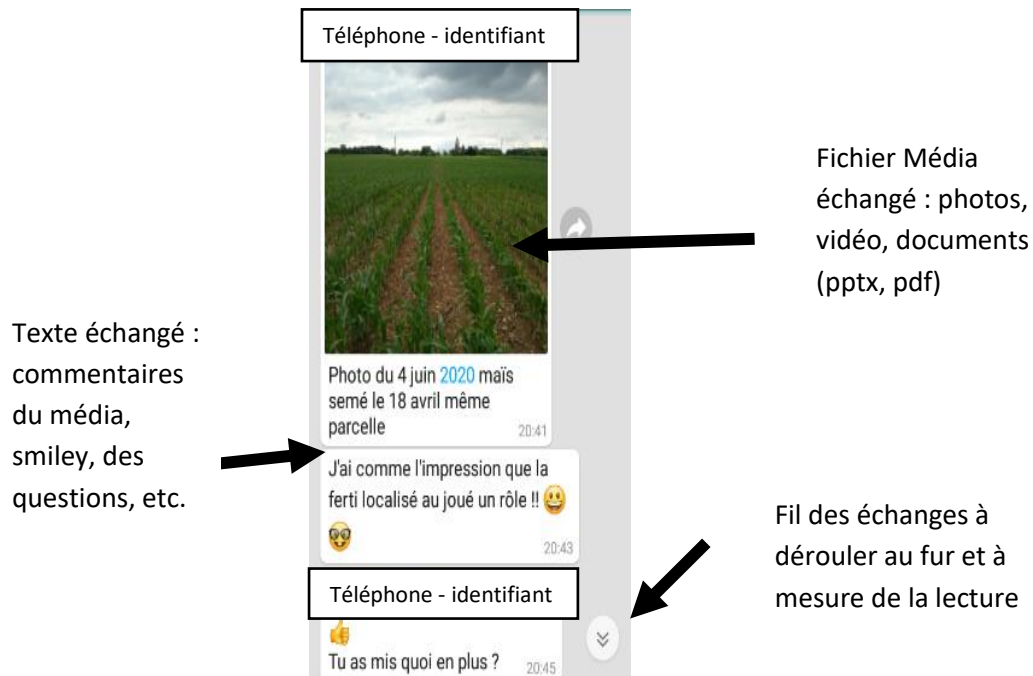 Téléphone - identifiant
Fichier Média
échangé : photos,
vidéo, documents
(pptx, pdf)
Texte échangé :
commentaires
du média,
smiley, des
questions, etc.
Photo du 4 juin 2020 maïs
semé le 18 avril même
parcelle
20:41
J'ai comme l'impression que la
ferti localisé au joué un rôle !! 😀
🤓
20:43
Fil des échanges à
dérouler au fur et à
mesure de la lecture
Téléphone - identifiant
👍
Tu as mis quoi en plus ?
20:45